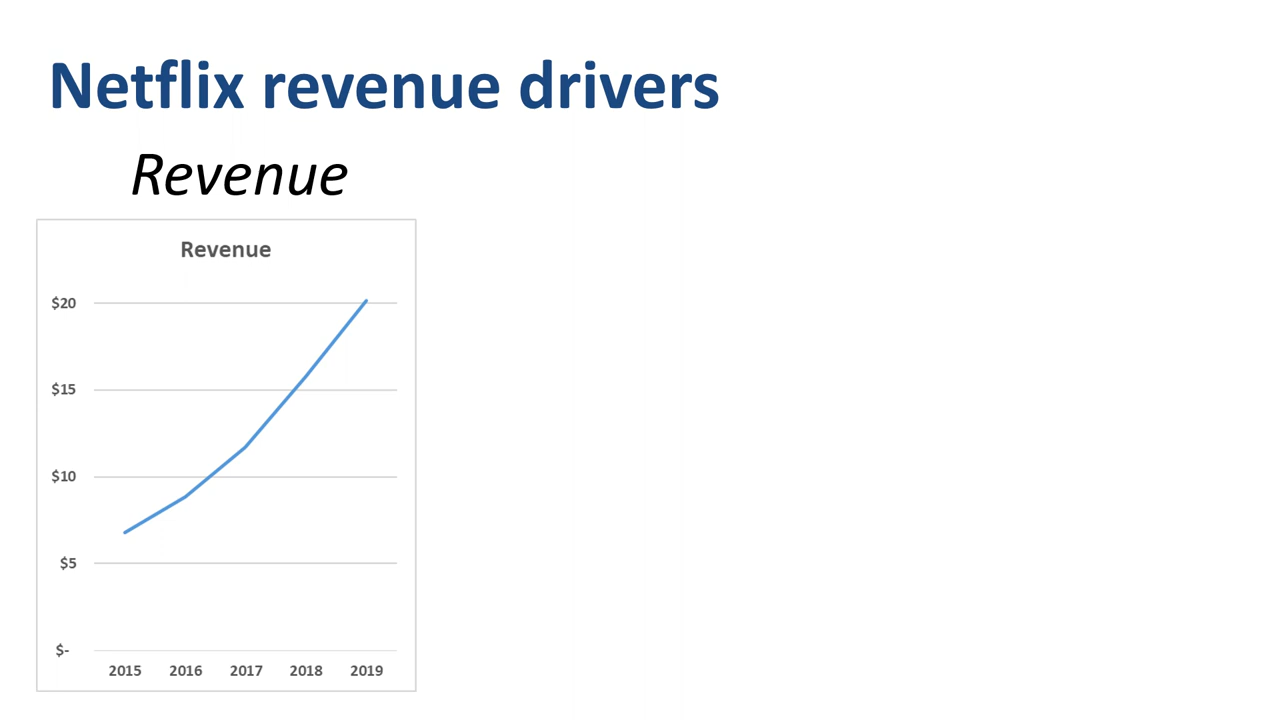 Netflix revenue drivers
Revenue
Revenue
$20
$15
$10
$5
$-
2015 2016 2017 2018 2019